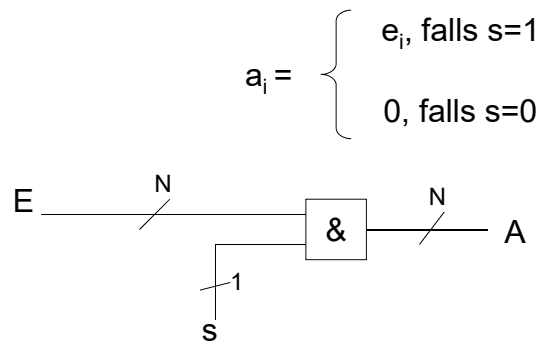 e_i, falls s=1
a_i =
0, falls s=0
N
N
E
&
A
1
s